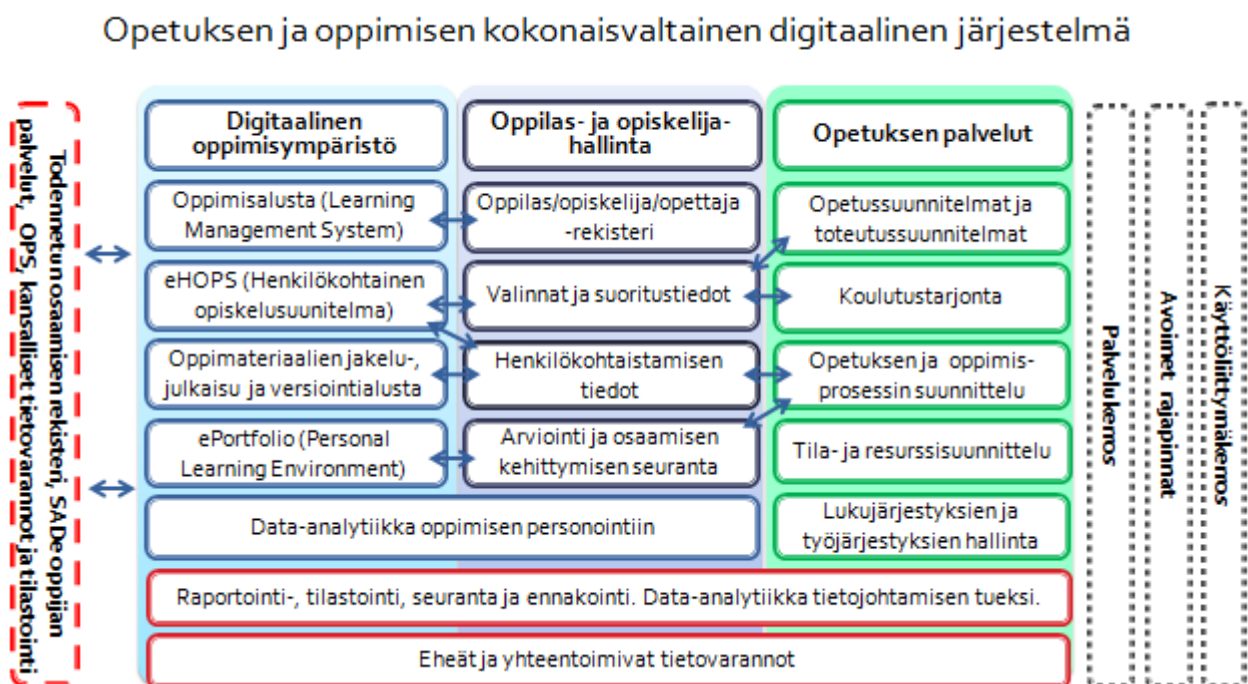 Opetuksen ja oppimisen kokonaisvaltainen digitaalinen järjestelmä
Todennetun osaamisen rekisteri, SADe oppijan
palvelut, OPS, kansalliset tietovarannot ja tilastointi
Digitaalinen
oppimisympäristö
Oppimisalusta (Learning
Management System)
eHOPS (Henkilökohtainen
opiskelusuunitelma)
Oppimateriaalien jakelu-,
julkaisu ja versiointialusta
ePortfolio (Personal
Learning Environment)
Oppilas- ja opiskelija-
hallinta
Oppilas/opiskelija/opettaja
-rekisteri
Valinnat ja suoritustiedot
Henkilökohtaistamisen
tiedot
Arviointi ja osaamisen
kehittymisen seuranta
Data-analytiikka oppimisen personointiin
Opetuksen palvelut
Opetussuunnitelmat ja
toteutussuunnitelmat
Koulutustarjonta
Opetuksen ja oppimis-
prosessin suunnittelu
Tila- ja resurssisuunnittelu
Lukujärjestyksien ja
työjärjestyksien hallinta
Raportointi-, tilastointi, seuranta ja ennakointi. Data-analytiikka tietojohtamisen tueksi.
Eheät ja yhteentoimivat tietovarannot
Palvelukerros
Avoimet rajapinnat
Käyttöliittymäkerros